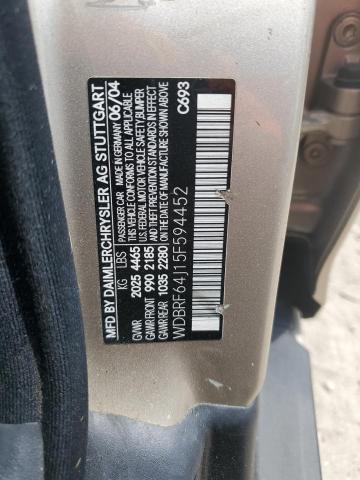 MFD BY DAIMLERCHRYSLER AG STUTTGART
PASSENGER CAR MADE IN GERMANY 06/04
KG LBS THIS VEHICLE CONFORMS TO ALL APPLICABLE
GVWR 2025 4465 U.S. FEDERAL MOTOR VEHICLE SAFETY BUMPER
GAWR FRONT 990 2185 AND THEFT PREVENTION STANDARDS IN EFFECT
GAWR REAR 1035 2280 ON THE DATE OF MANUFACTURE SHOWN ABOVE
WDBRF64J15F594452
C693